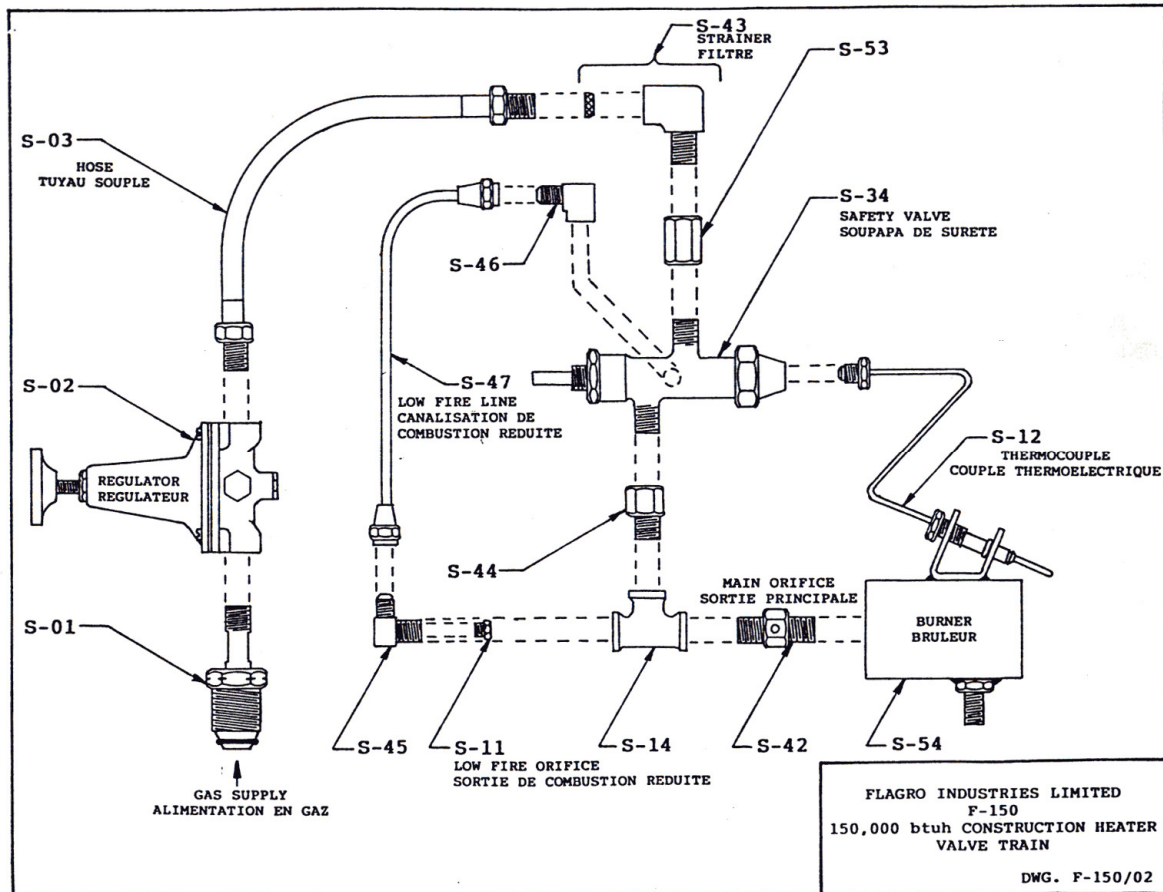 S-43
STRAINER
FILTRE
S-53
S-03
HOSE
TUYAU SOUPLE
S-34
SAFETY VALVE
SOUPAPA DE SURETE
S-46
S-02
S-47
LOW FIRE LINE
CANALISATION DE
COMBUSTION REDUITE
S-12
THERMOCOUPLE
COUPLE THERMOELECTRIQUE
REGULATOR
REGULATEUR
S-44
MAIN ORIFICE
SORTIE PRINCIPALE
BURNER
BRULEUR
S-01
S-45
S-11
LOW FIRE ORIFICE
SORTIE DE COMBUSTION REDUITE
S-14
S-42
S-54
GAS SUPPLY
ALIMENTATION EN GAZ
FLAGRO INDUSTRIES LIMITED
F-150
150,000 btuh CONSTRUCTION HEATER
VALVE TRAIN
DWG. F-150/02